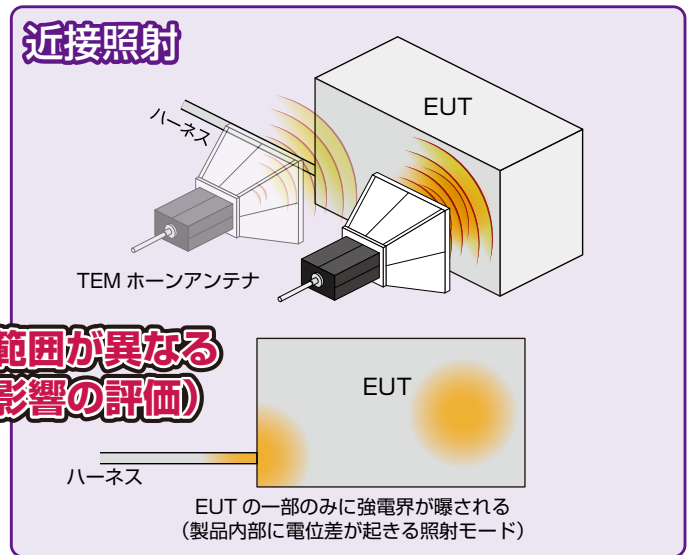 近接照射
EUT
ハーネス
TEM ホーンアンテナ
範囲が異なる
影響の評価）
EUT
ハーネス
EUT の一部のみに強電界が曝される
（製品内部に電位差が起きる照射モード）